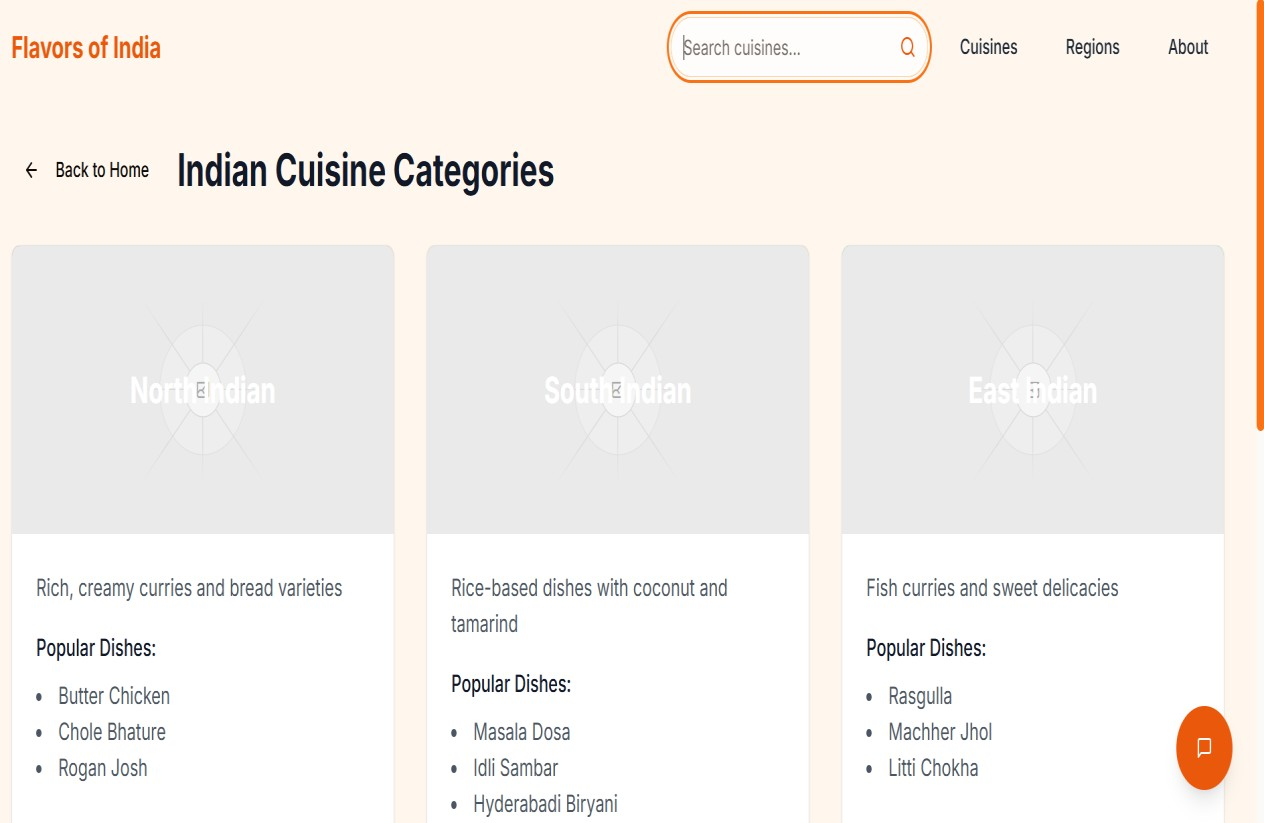 Flavors of India
Search cuisines...
Cuisines
Regions
About
Back to Home
Indian Cuisine Categories
North Indian
South Indian
East Indian
Rich, creamy curries and bread varieties
Popular Dishes:
Butter Chicken
Chole Bhature
Rogan Josh
Rice-based dishes with coconut and
tamarind
Popular Dishes:
Masala Dosa
Idli Sambar
Hyderabadi Biryani
Fish curries and sweet delicacies
Popular Dishes:
Rasgulla
Machher Jhol
Litti Chokha